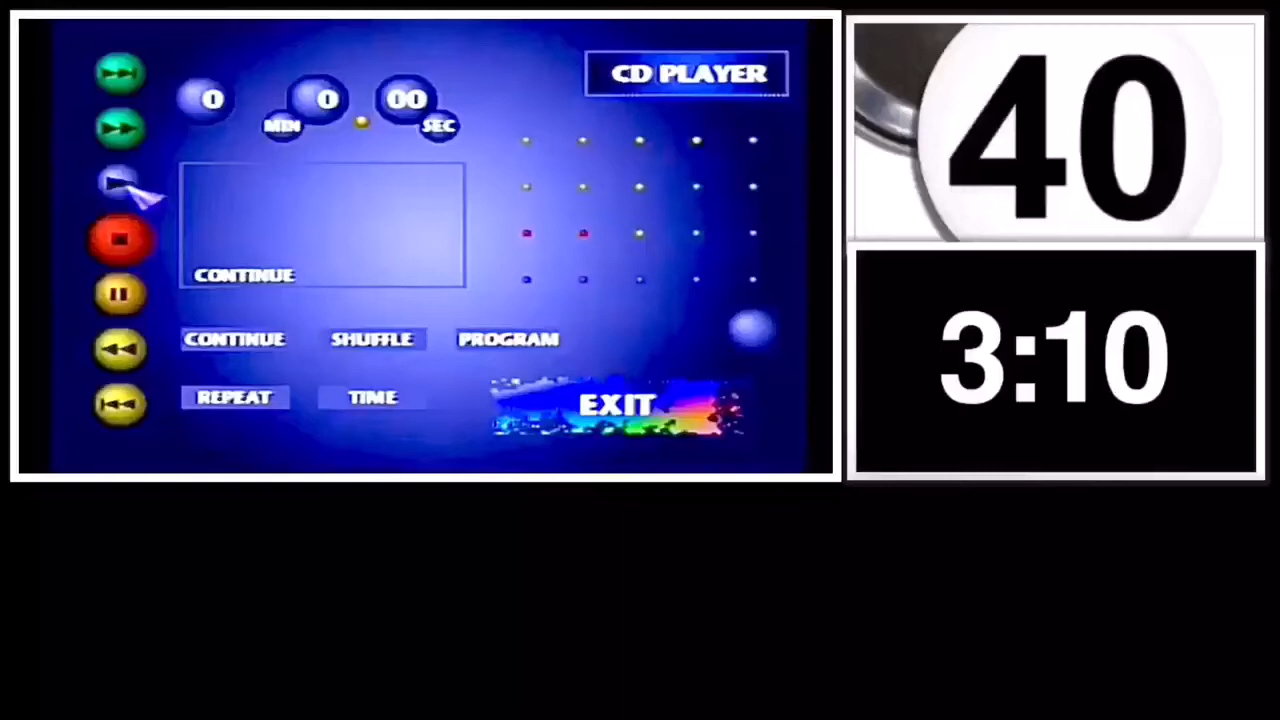 CD PLAYER
0 0 00
MIN SEC
CONTINUE
CONTINUE SHUFFLE PROGRAM
REPEAT TIME
EXIT
40
3:10